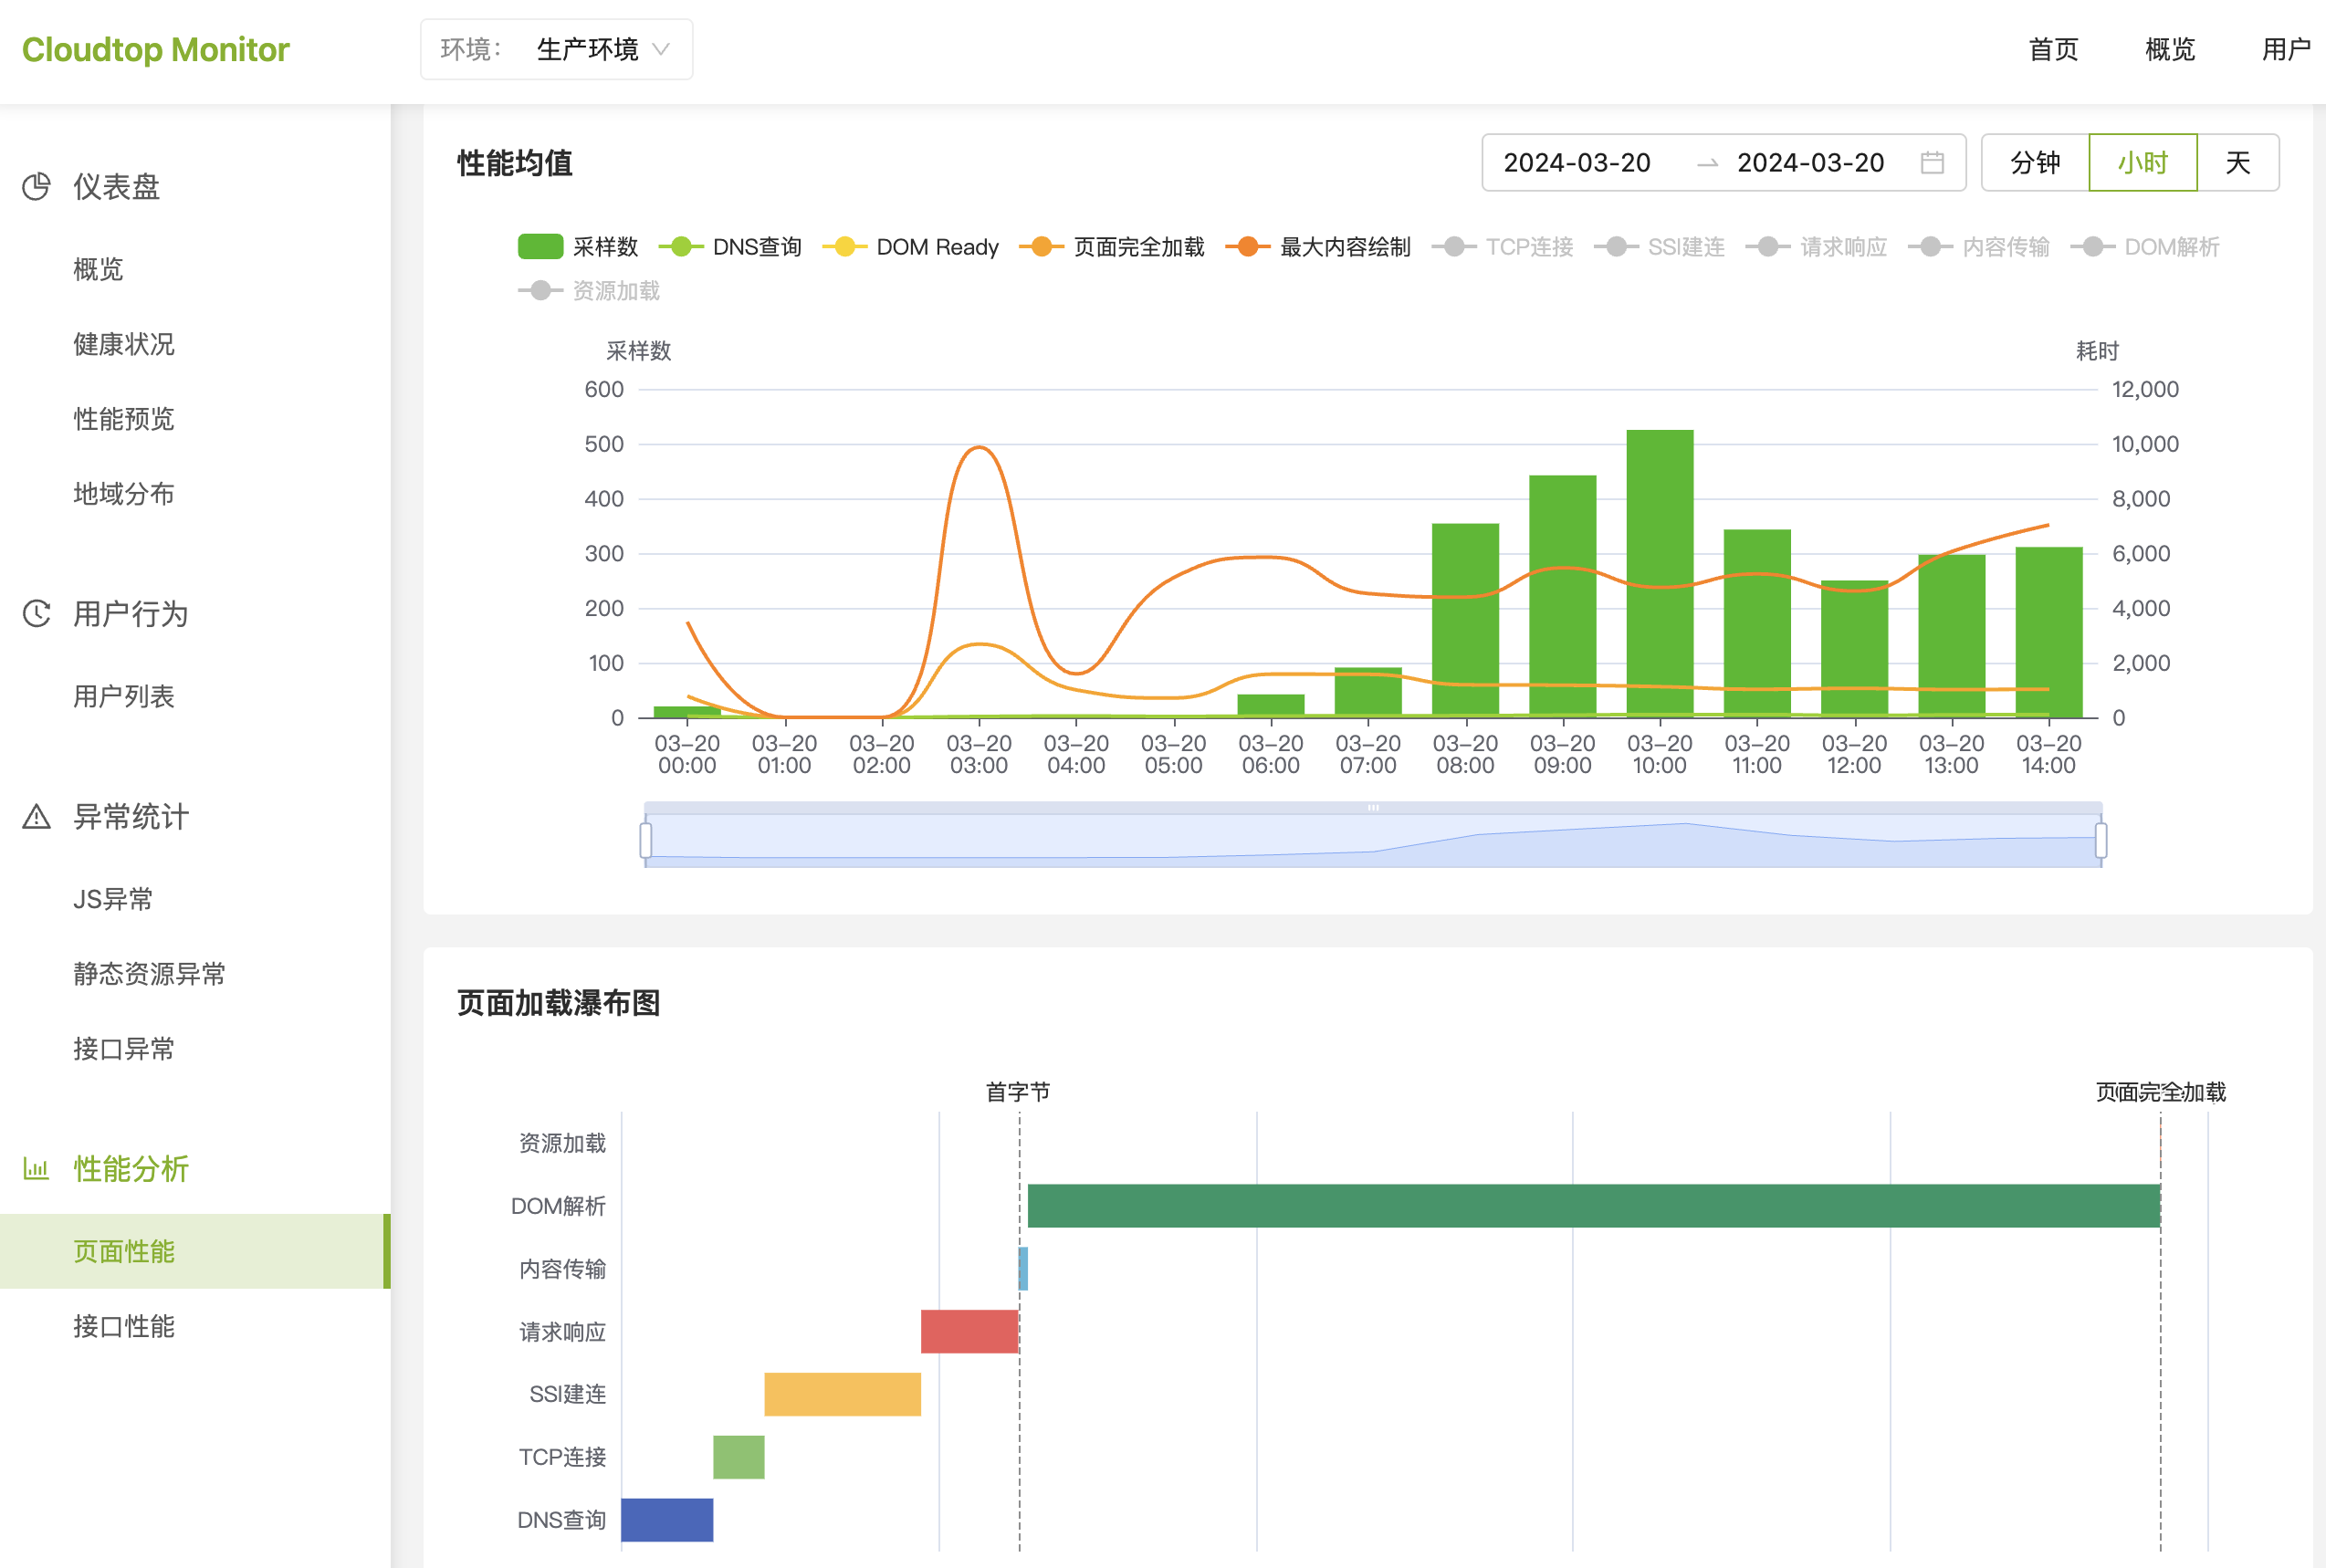 Cloudtop Monitor
环境： 生产环境
首页 概览 用户
仪表盘
概览
健康状况
性能预览
地域分布
用户行为
用户列表
异常统计
JS异常
静态资源异常
接口异常
性能分析
页面性能
接口性能
性能均值
2024-03-20 → 2024-03-20
分钟 小时 天
采样数 DNS查询 DOM Ready 页面完全加载 最大内容绘制 TCP连接 SSl建连 请求响应 内容传输 DOM解析
资源加载
采样数 耗时
600 12,000
500 10,000
400 8,000
300 6,000
200 4,000
100 2,000
0 0
03-20 03-20 03-20 03-20 03-20 03-20 03-20 03-20 03-20 03-20 03-20 03-20 03-20 03-20 03-20
00:00 01:00 02:00 03:00 04:00 05:00 06:00 07:00 08:00 09:00 10:00 11:00 12:00 13:00 14:00
页面加载瀑布图
首字节 页面完全加载
资源加载
DOM解析
内容传输
请求响应
SSl建连
TCP连接
DNS查询